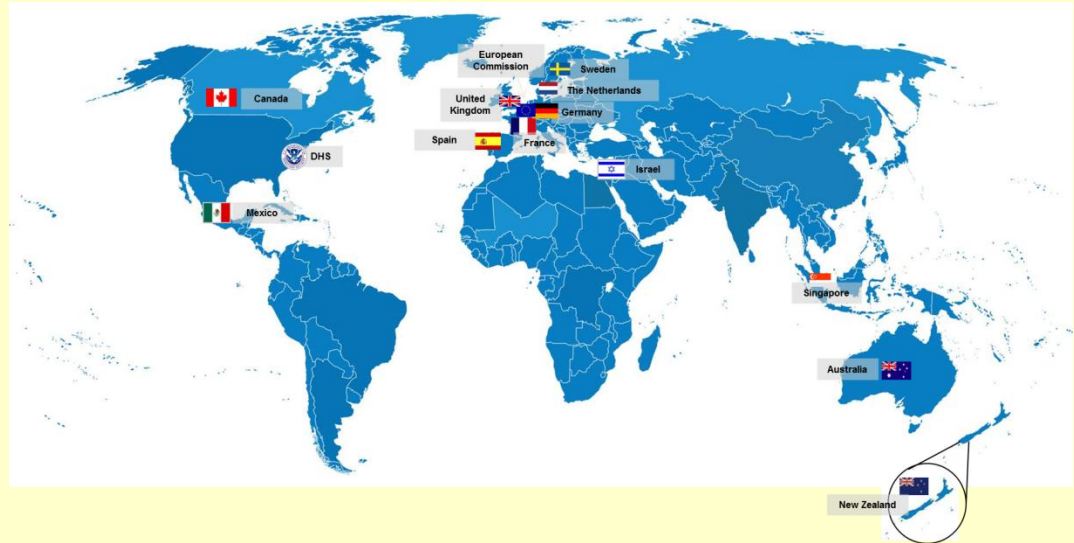 European
Commission
Sweden
The Netherlands
Canada
United
Kingdom
Germany
Spain
France
DHS
Israel
Mexico
Singapore
Australia
New Zealand